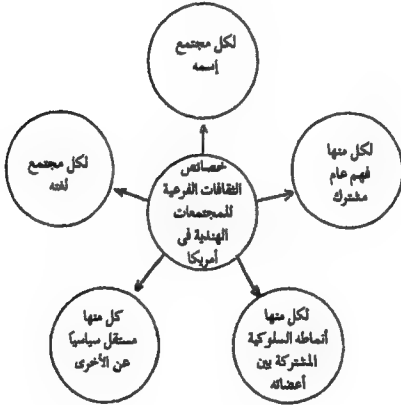 لكل مجتمع
إسمه
لكل منها
فهم عام
مشترك
لكل مجتمع
لغته
خصائص
الثقافات الفرعية
للمجتمعات
الهندية فى
أمريكا
كل منها
مستقل سياسياً
عن الأخرى
لكل منها
أنماطه السلوكية
المشتركة بين
أعضائه